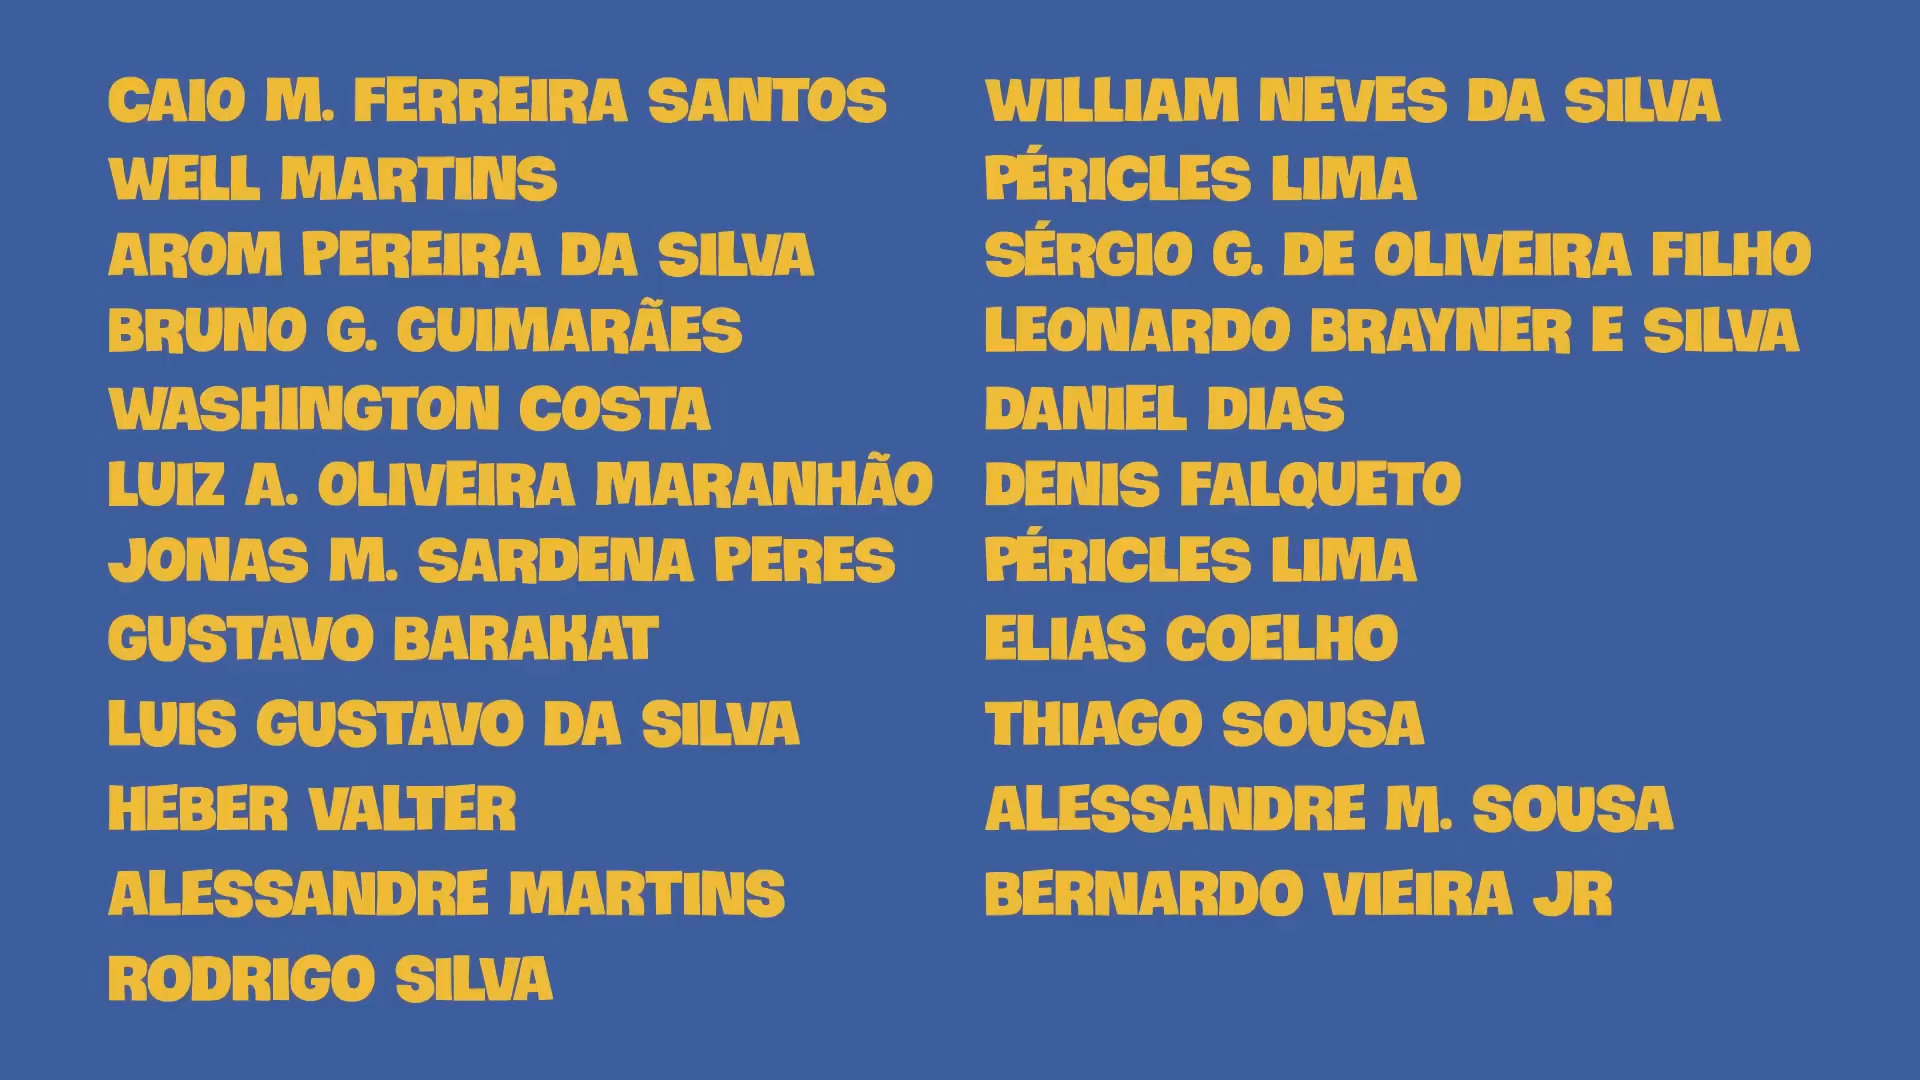 CAIO M. FERREIRA SANTOS
WELL MARTINS
AROM PEREIRA DA SILVA
BRUNO G. GUIMARÃES
WASHINGTON COSTA
LUIZ A. OLIVEIRA MARANHÃO
JONAS M. SARDENA PERES
GUSTAVO BARAKAT
LUIS GUSTAVO DA SILVA
HEBER VALTER
ALESSANDRE MARTINS
RODRIGO SILVA
WILLIAM NEVES DA SILVA
PÉRICLES LIMA
SÉRGIO G. DE OLIVEIRA FILHO
LEONARDO BRAYNER E SILVA
DANIEL DIAS
DENIS FALQUETO
PÉRICLES LIMA
ELIAS COELHO
THIAGO SOUSA
ALESSANDRE M. SOUSA
BERNARDO VIEIRA JR